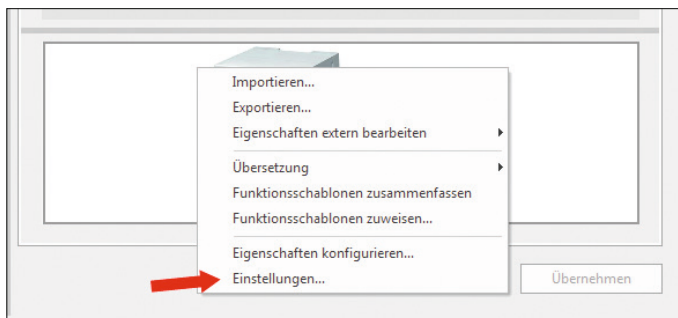 Importieren...
Exportieren...
Eigenschaften extern bearbeiten
Übersetzung
Funktionsschablonen zusammenfassen
Funktionsschablonen zuweisen...
Eigenschaften konfigurieren...
Einstellungen...
Übernehmen